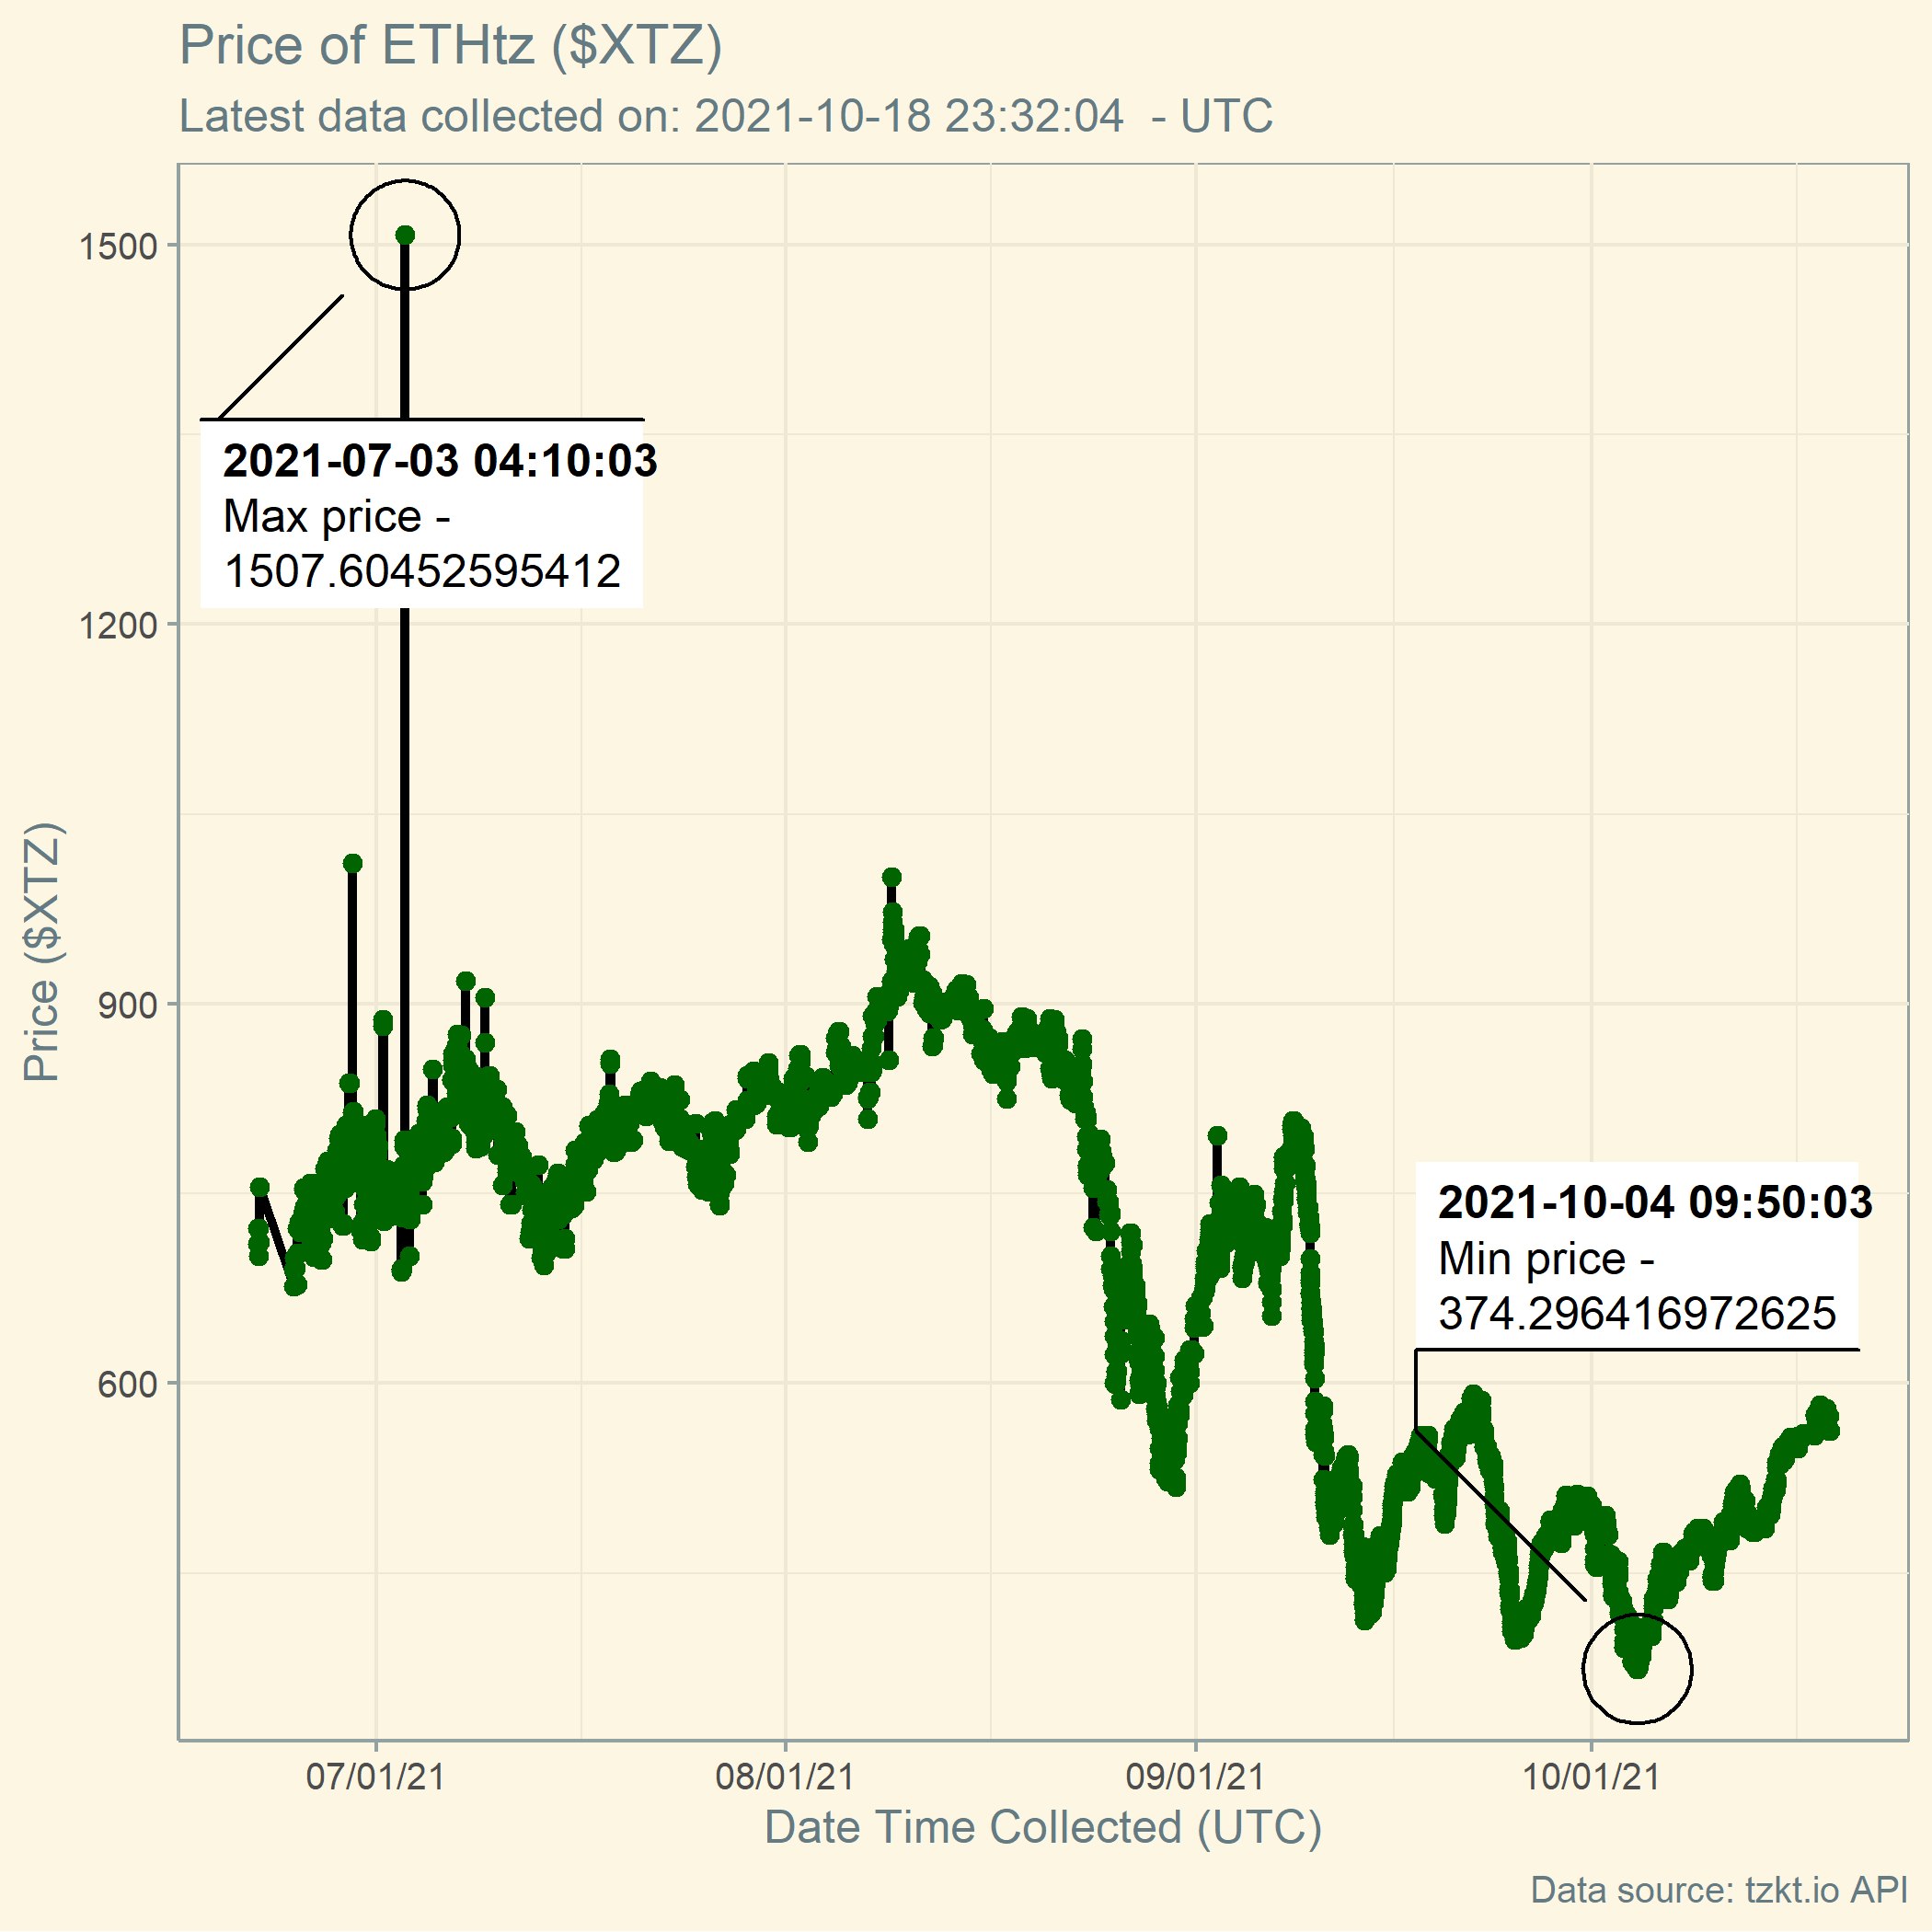 Price of ETHtz ($XTZ)
Latest data collected on: 2021-10-18 23:32:04  - UTC
1500
1200
900
600
Price ($XTZ)
2021-07-03 04:10:03
Max price -
1507.60452595412
2021-10-04 09:50:03
Min price -
374.296416972625
07/01/21
08/01/21
09/01/21
10/01/21
Date Time Collected (UTC)
Data source: tzkt.io API